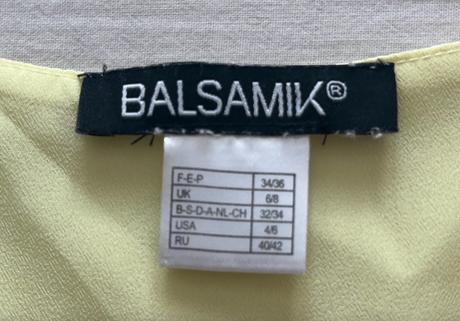 BALSAMIK®
F-E-P 34/36
UK 6/8
B-S-D-A-NL-CH 32/34
USA 4/6
RU 40/42